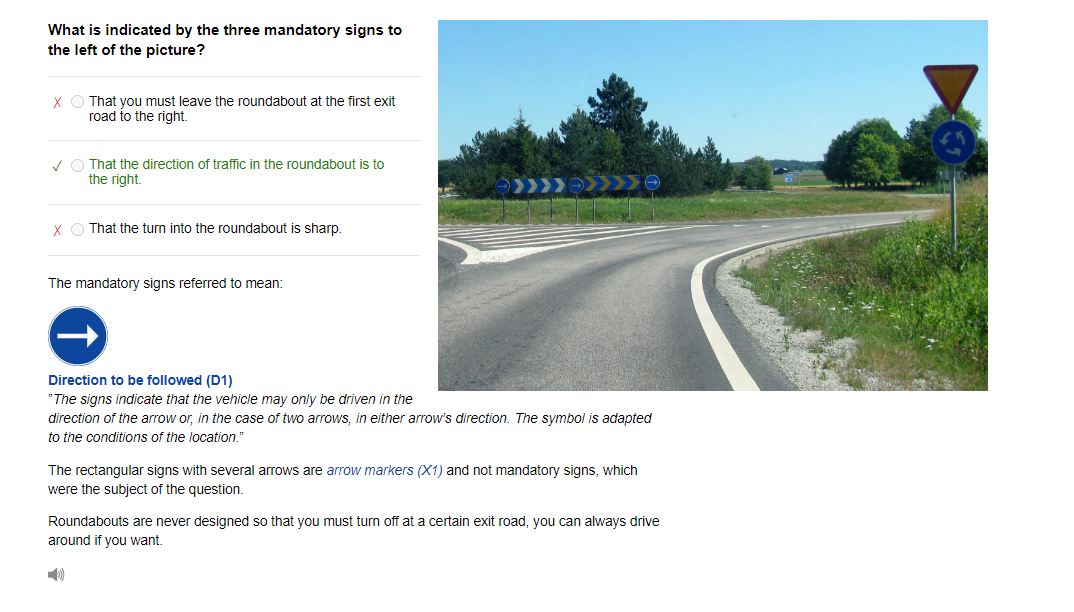 What is indicated by the three mandatory signs to
the left of the picture?
That you must leave the roundabout at the first exit
road to the right.
That the direction of traffic in the roundabout is to
the right.
That the turn into the roundabout is sharp.
The mandatory signs referred to mean:
Direction to be followed (D1)
"The signs indicate that the vehicle may only be driven in the
direction of the arrow or, in the case of two arrows, in either arrow's direction. The symbol is adapted
to the conditions of the location."
The rectangular signs with several arrows are arrow markers (X1) and not mandatory signs, which
were the subject of the question.
Roundabouts are never designed so that you must turn off at a certain exit road, you can always drive
around if you want.